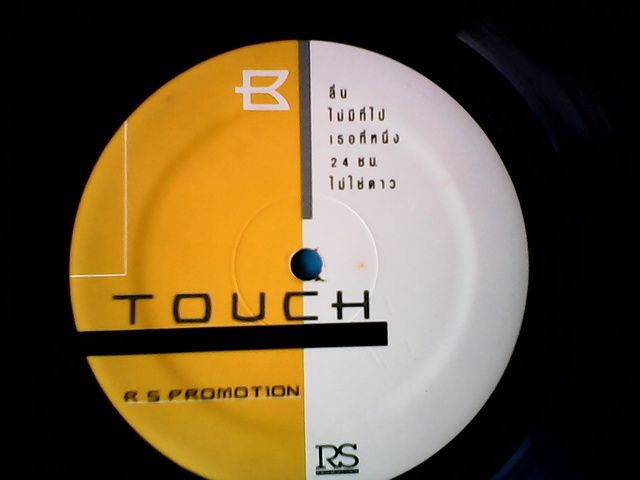 B
ลื่น
ไม่มีที่ไป
เธอที่หนึ่ง
24 ชม.
ไม่ใช่ดาว
TOUCH
R S PROMOTION
RS